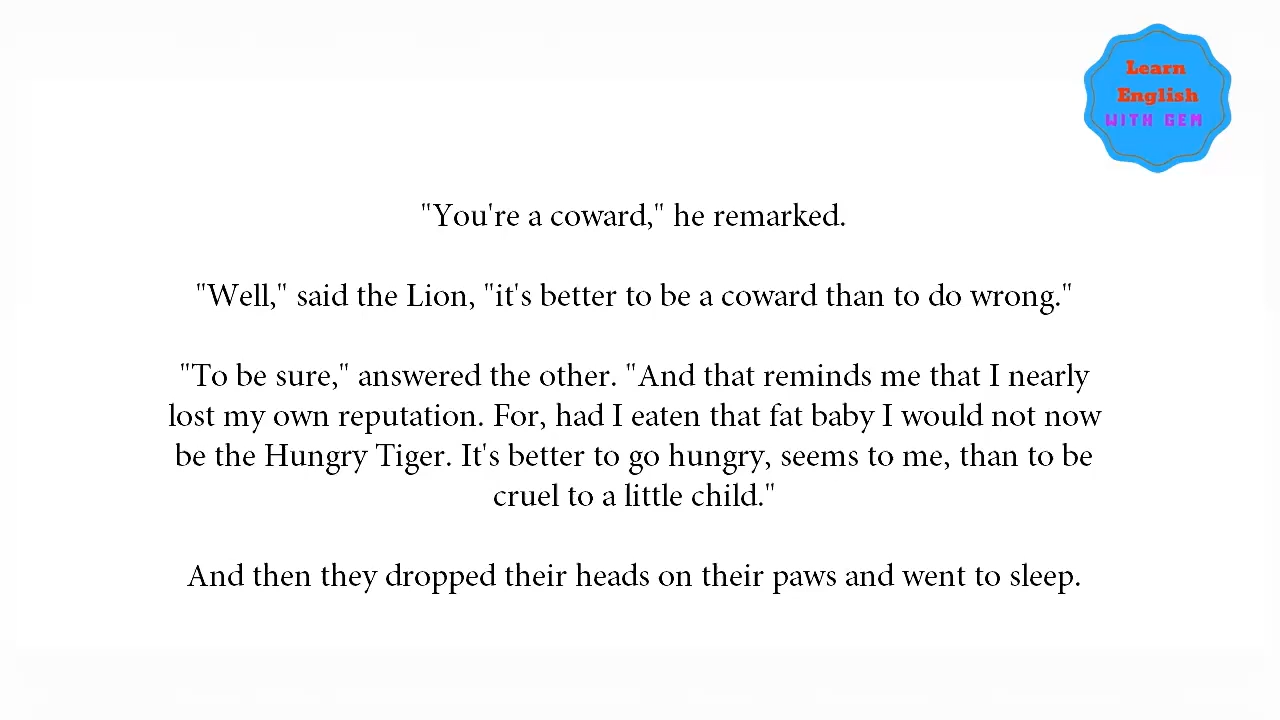 Learn
English
WITH GEM
"You're a coward," he remarked.
"Well," said the Lion, "it's better to be a coward than to do wrong."
"To be sure," answered the other. "And that reminds me that I nearly
lost my own reputation. For, had I eaten that fat baby I would not now
be the Hungry Tiger. It's better to go hungry, seems to me, than to be
cruel to a little child."
And then they dropped their heads on their paws and went to sleep.